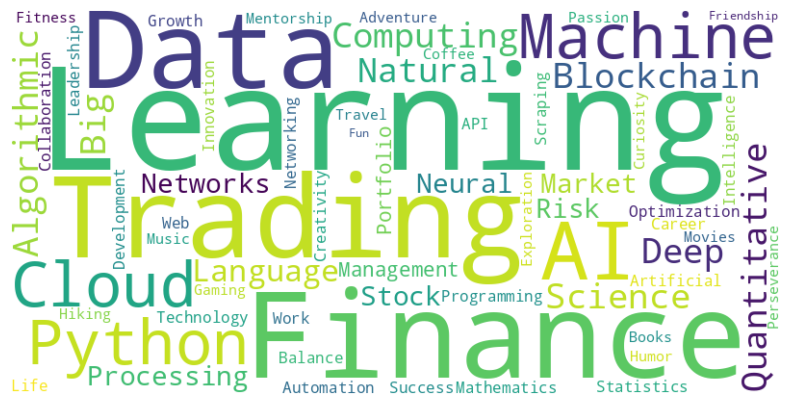 Fitness
Growth
Mentorship
Adventure
Passion
Friendship
Data
Computing
Machine
Coffee
Leadership
Collaboration
Algorithmic
Big
Innovation
Natural
Blockchain
Learning
Networking
Travel
Fun
API
Scraping
Curiosity
Intelligence
Portfolio
Networks
Neural
Market
Quantitative
Development
Creativity
Trading
Exploration
Risk
Optimization
Web
Music
Career
Movies
AI
Deep
Perseverance
Cloud
Language
Management
Gaming
Stock
Programming
Science
Artificial
Hiking
Technology
Work
Finance
Python
Balance
Books
Humor
Processing
Life
Automation
Success
Mathematics
Statistics